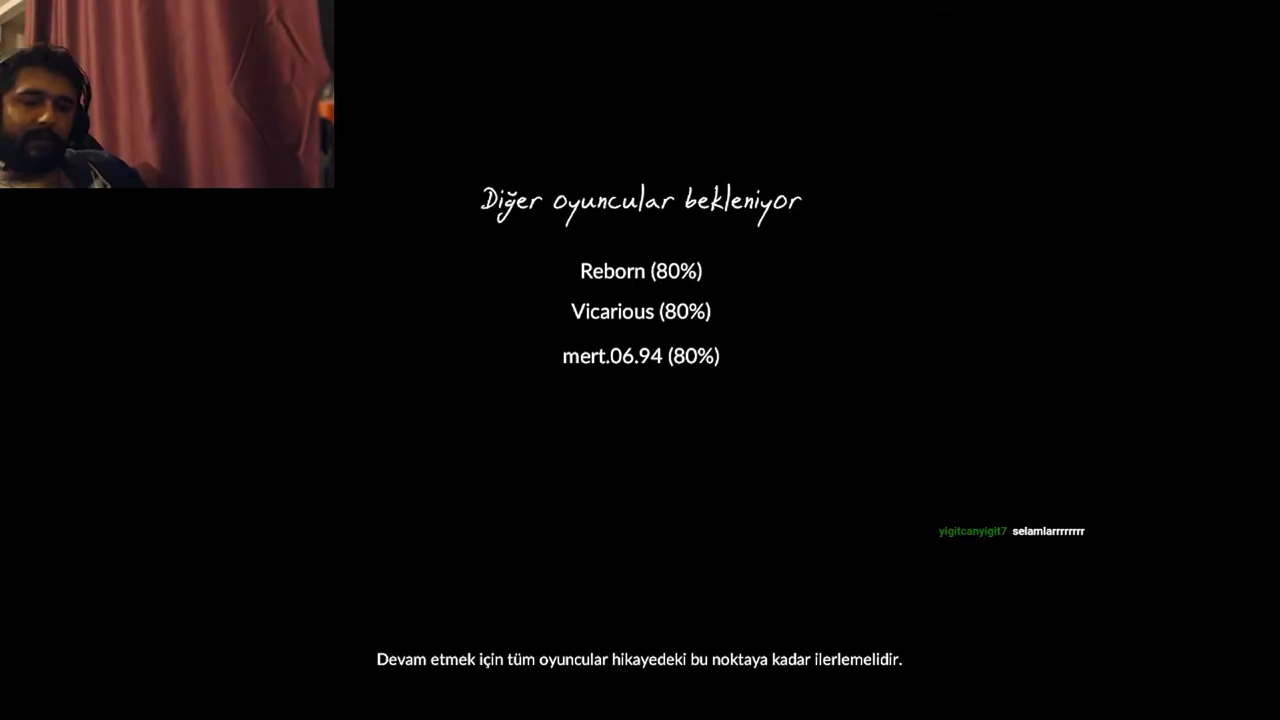 Diğer oyuncular bekleniyor
Reborn (80%)
Vicarious (80%)
mert.06.94 (80%)
yigitcanyigit7 selamlarrrrrrrr
Devam etmek için tüm oyuncular hikayedeki bu noktaya kadar ilerlemelidir.